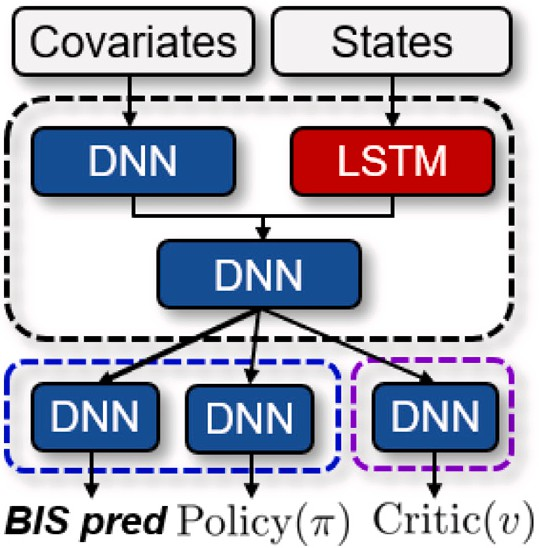 Covariates States
DNN LSTM
DNN
DNN DNN DNN
BIS pred Policy(π) Critic(v)